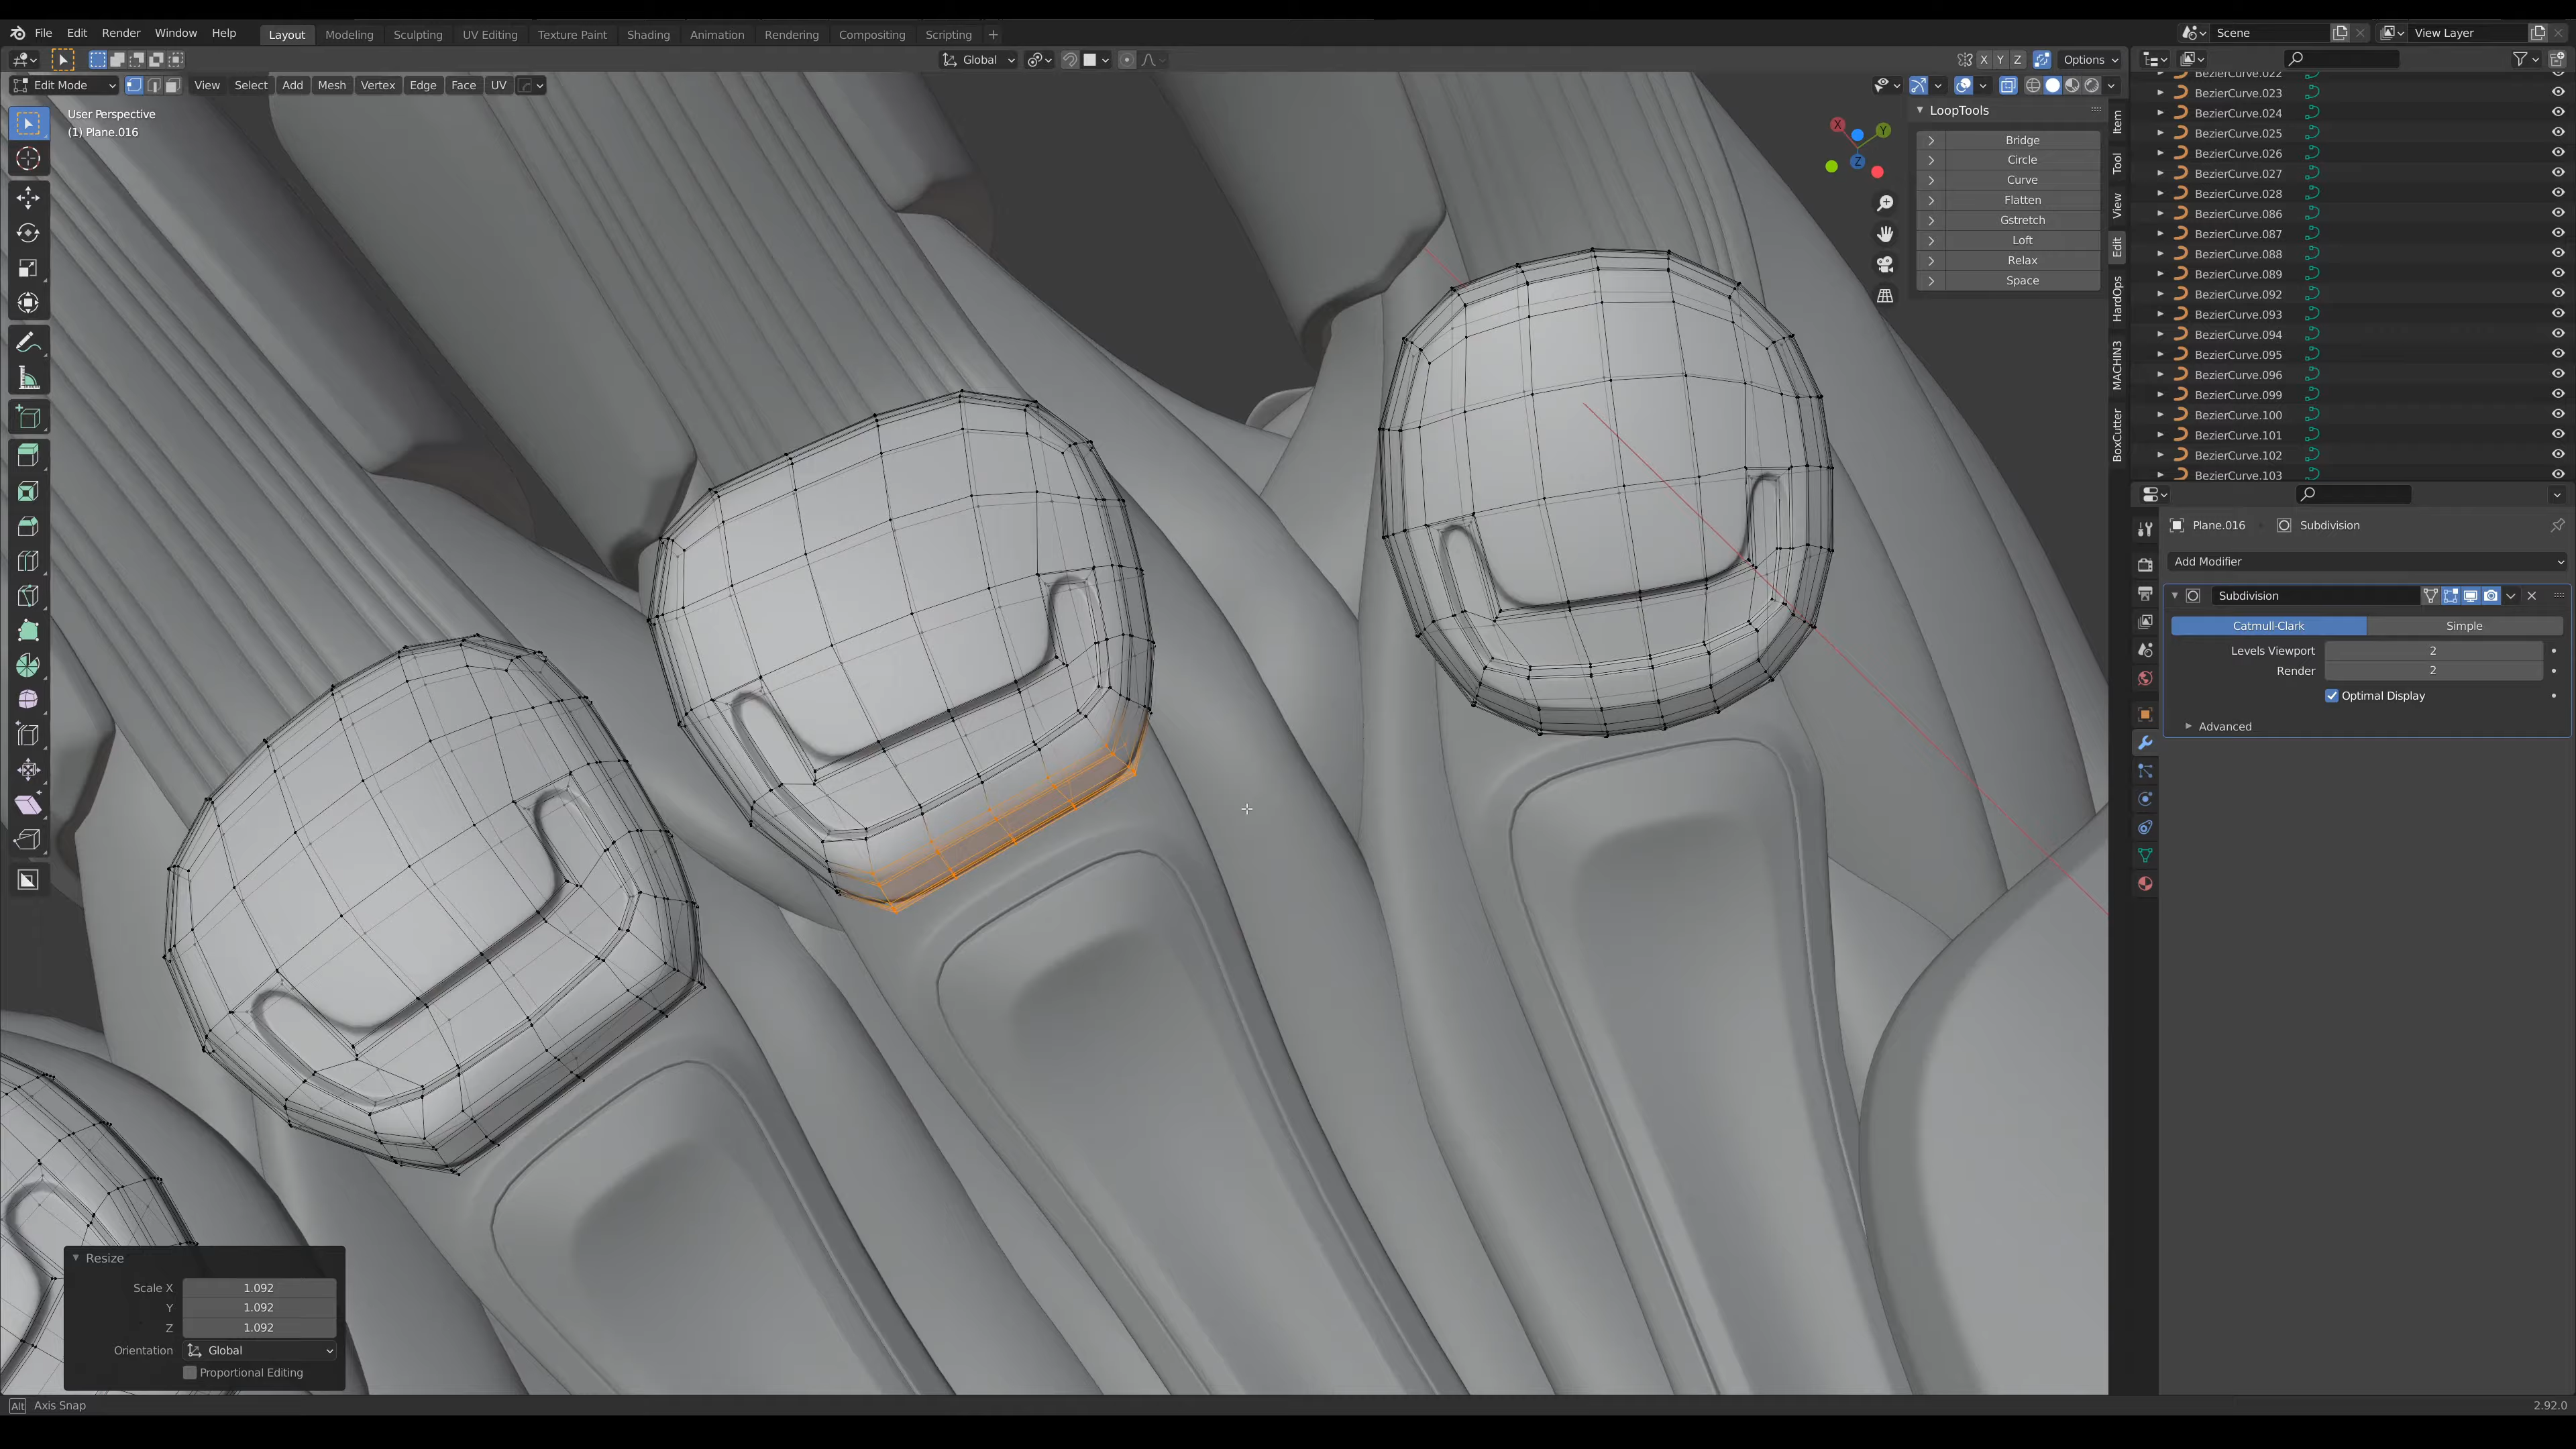 File Edit Render Window Help Layout Modeling Sculpting UV Editing Texture Paint Shading Animation Rendering Compositing Scripting + Scene View Layer
Global X Y Z Options
Edit Mode View Select Add Mesh Vertex Edge Face UV
User Perspective
(1) Plane.016
X Y Z
LoopTools
Bridge
Circle
Curve
Flatten
Gstretch
Loft
Relax
Space
Item
Tool
View
Edit
HardOps
MACHIN3
BoxCutter
BezierCurve.022
BezierCurve.023
BezierCurve.024
BezierCurve.025
BezierCurve.026
BezierCurve.027
BezierCurve.028
BezierCurve.086
BezierCurve.087
BezierCurve.088
BezierCurve.089
BezierCurve.092
BezierCurve.093
BezierCurve.094
BezierCurve.095
BezierCurve.096
BezierCurve.099
BezierCurve.100
BezierCurve.101
BezierCurve.102
BezierCurve.103
Plane.016 Subdivision
Add Modifier
Subdivision
Catmull-Clark Simple
Levels Viewport 2
Render 2
Optimal Display
Advanced
Resize
Scale X 1.092
Y 1.092
Z 1.092
Orientation Global
Proportional Editing
Alt Axis Snap 2.92.0